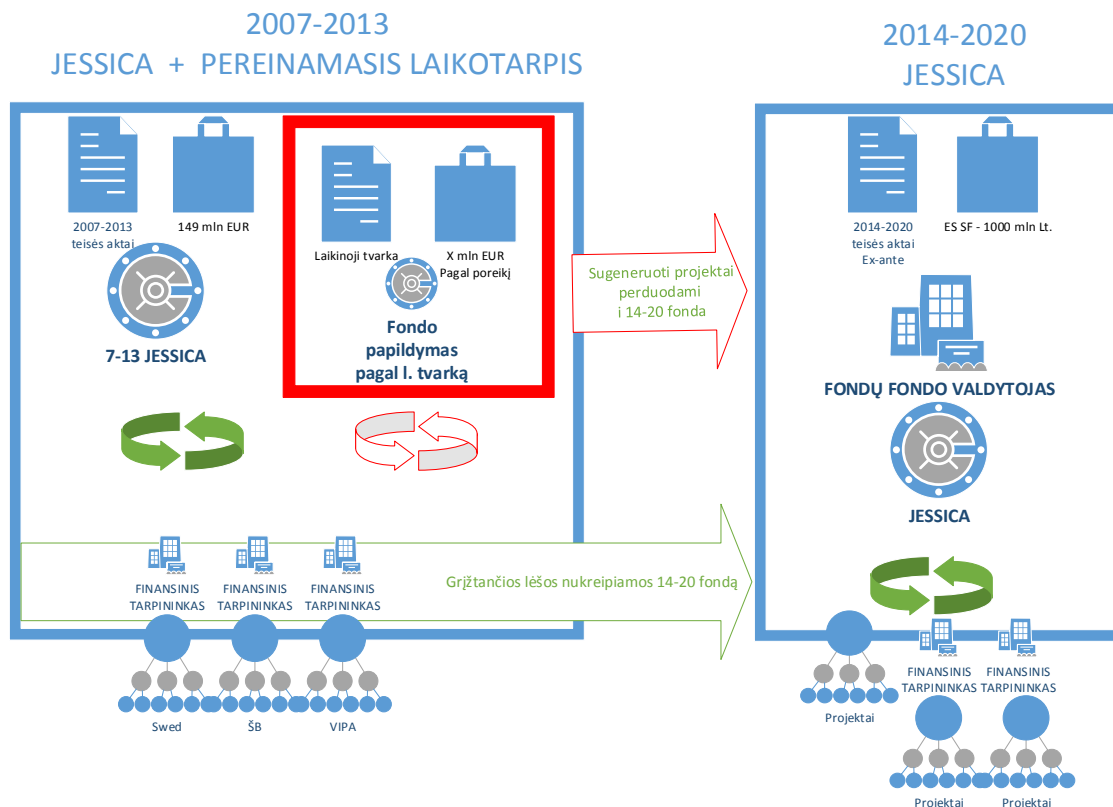 2007-2013
JESSICA + PEREINAMASIS LAIKOTARPIS
2007-2013
teisės aktai
149 mln EUR
7-13 JESSICA
Laikinoji tvarka
X mln EUR
Pagal poreikį
Fondo
papildymas
pagal l. tvarką
Sugeneruoti projektai
perduodami
i 14-20 fonda
FINANSINIS
TARPININKAS
FINANSINIS
TARPININKAS
FINANSINIS
TARPININKAS
Grįžtančios lėšos nukreipiamos 14-20 fondą
Swed
ŠB
VIPA
2014-2020
JESSICA
2014-2020
teisės aktai
Ex-ante
ES SF - 1000 mln Lt.
FONDŲ FONDO VALDYTOJAS
JESSICA
Projektai
FINANSINIS
TARPININKAS
FINANSINIS
TARPININKAS
Projektai
Projektai